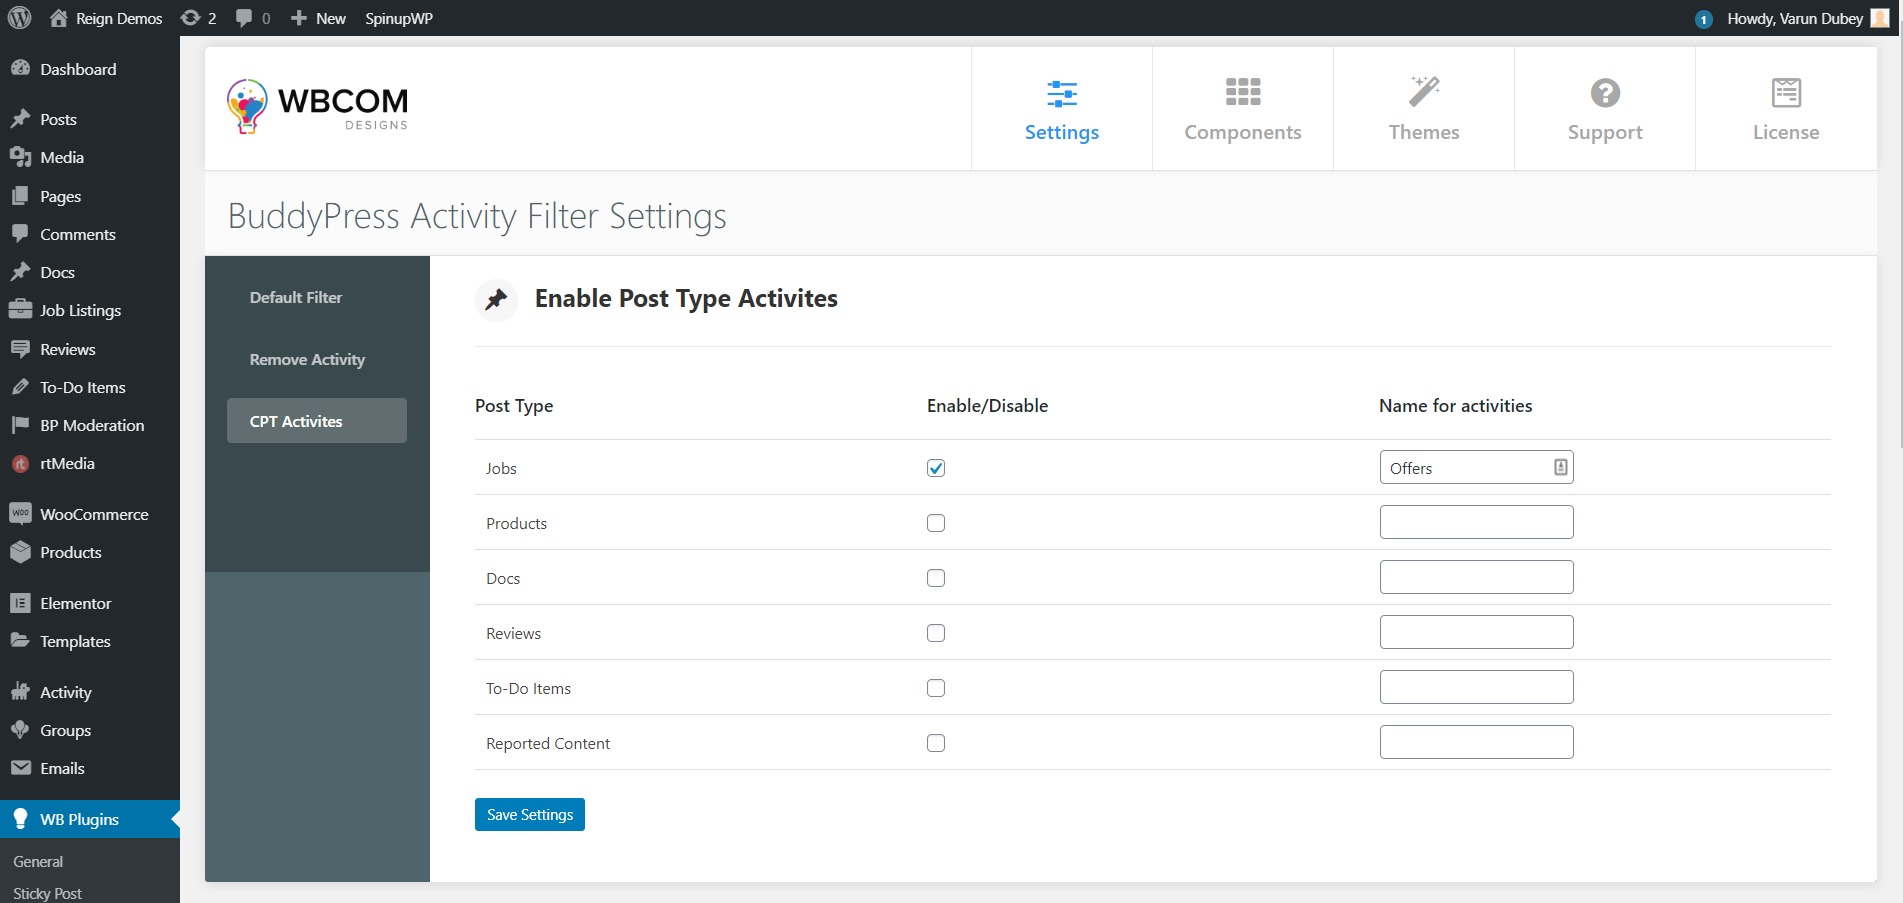 Reign Demos 2 0 New SpinupWP 1 Howdy, Varun Dubey
Dashboard
Posts
Media
Pages
Comments
Docs
Job Listings
Reviews
To-Do Items
BP Moderation
rt rtMedia
Woo WooCommerce
Products
Elementor
Templates
Activity
Groups
Emails
WB Plugins
General
Sticky Post
WBCOM
DESIGNS
Settings Components Themes Support License
BuddyPress Activity Filter Settings
Default Filter
Remove Activity
CPT Activites
Enable Post Type Activites
Post Type Enable/Disable Name for activities
Jobs Offers
Products
Docs
Reviews
To-Do Items
Reported Content
Save Settings